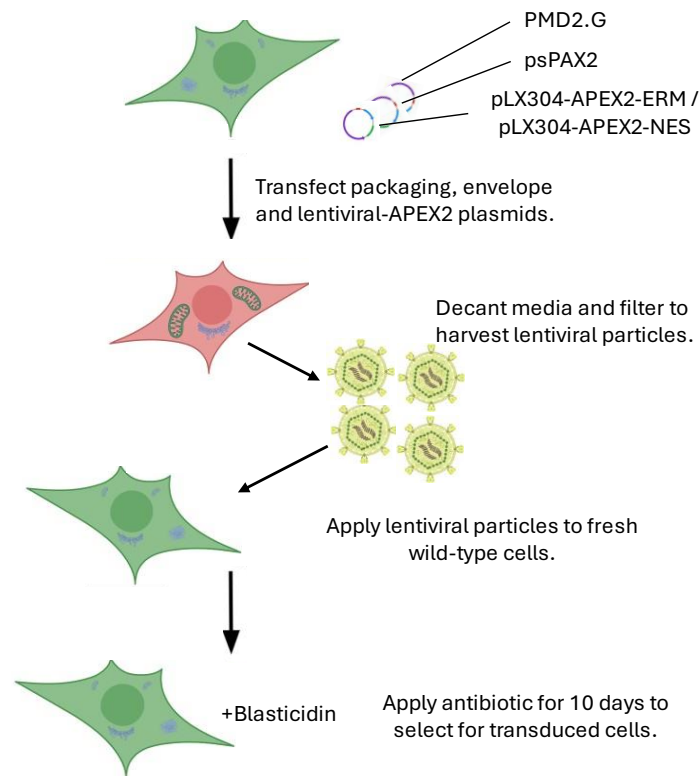 PMD2.G
psPAX2
pLX304-APEX2-ERM /
pLX304-APEX2-NES
Transfect packaging, envelope
and lentiviral-APEX2 plasmids.
Decant media and filter to
harvest lentiviral particles.
Apply lentiviral particles to fresh
wild-type cells.
+Blasticidin
Apply antibiotic for 10 days to
select for transduced cells.